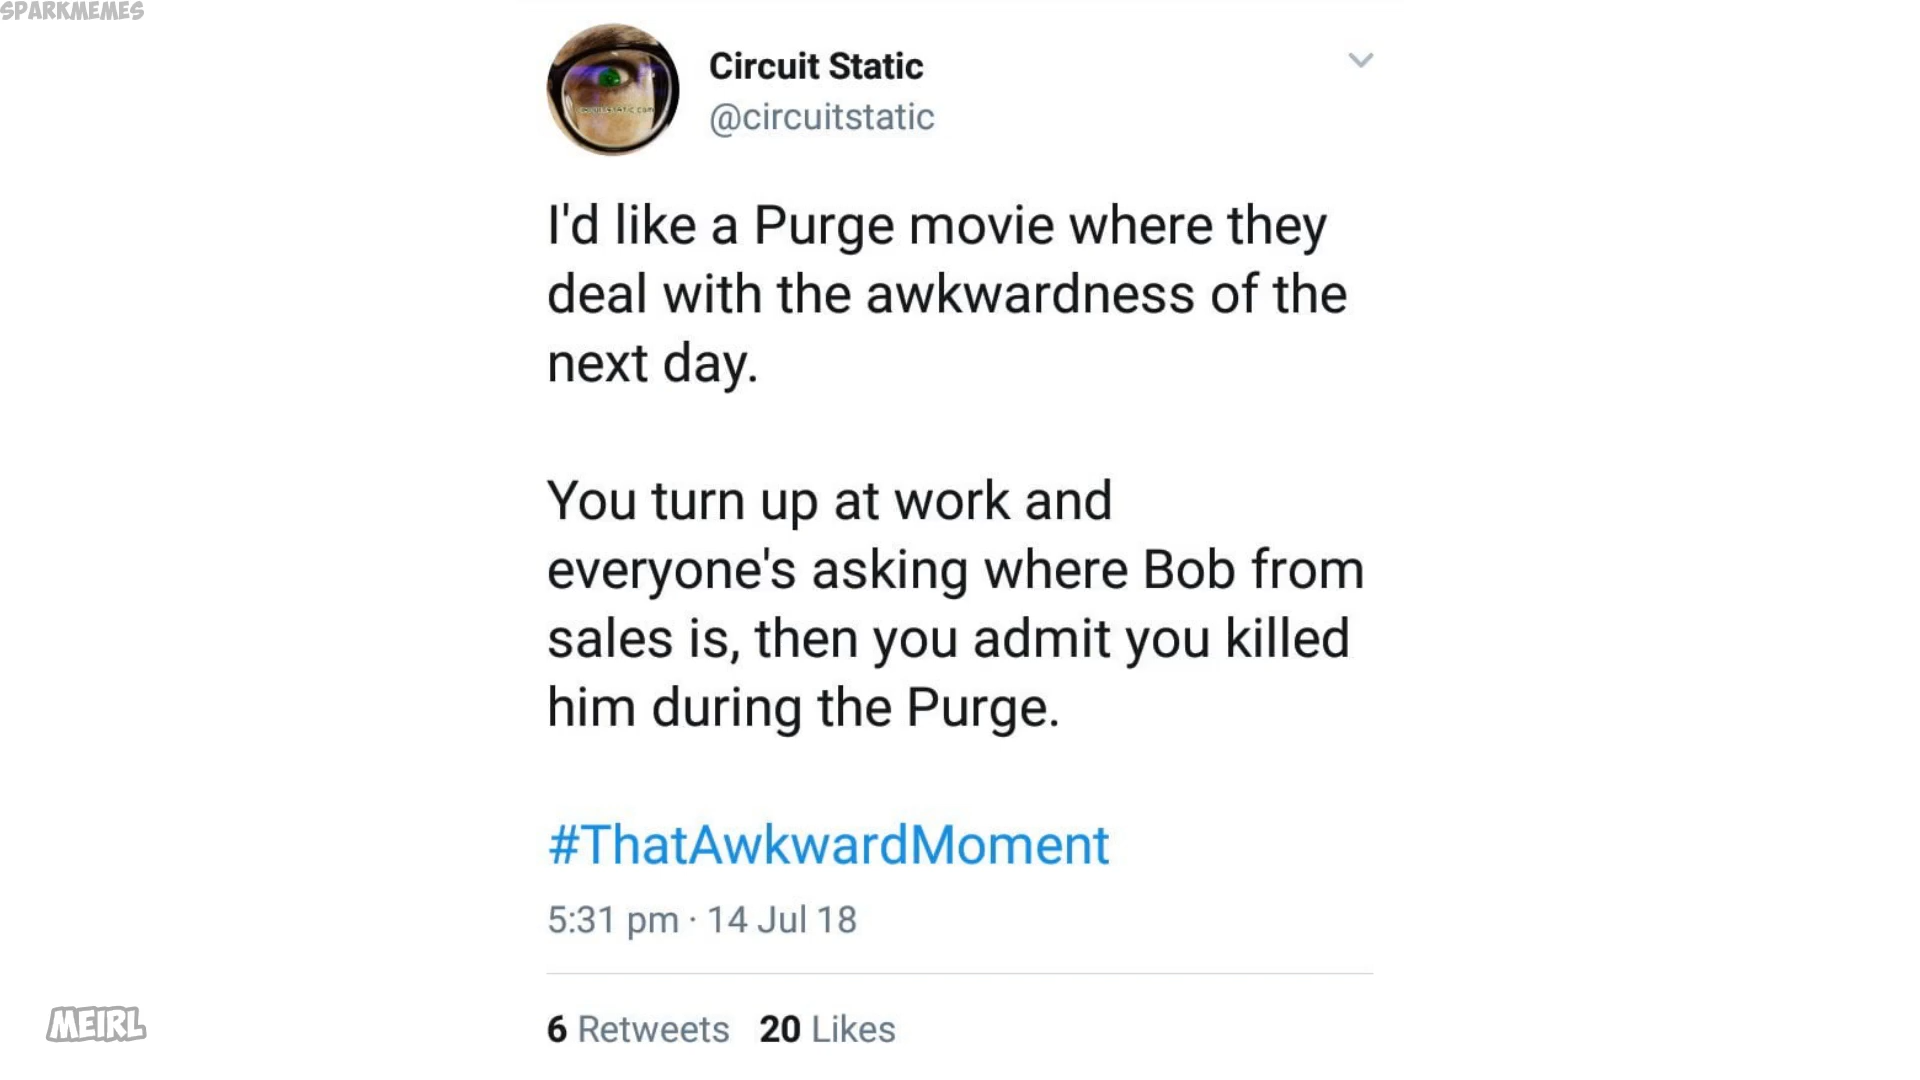 SPARKMEMES
Circuit Static
@circuitstatic
I'd like a Purge movie where they
deal with the awkwardness of the
next day.
You turn up at work and
everyone's asking where Bob from
sales is, then you admit you killed
him during the Purge.
#ThatAwkwardMoment
5:31 pm · 14 Jul 18
6 Retweets 20 Likes
MEIRL